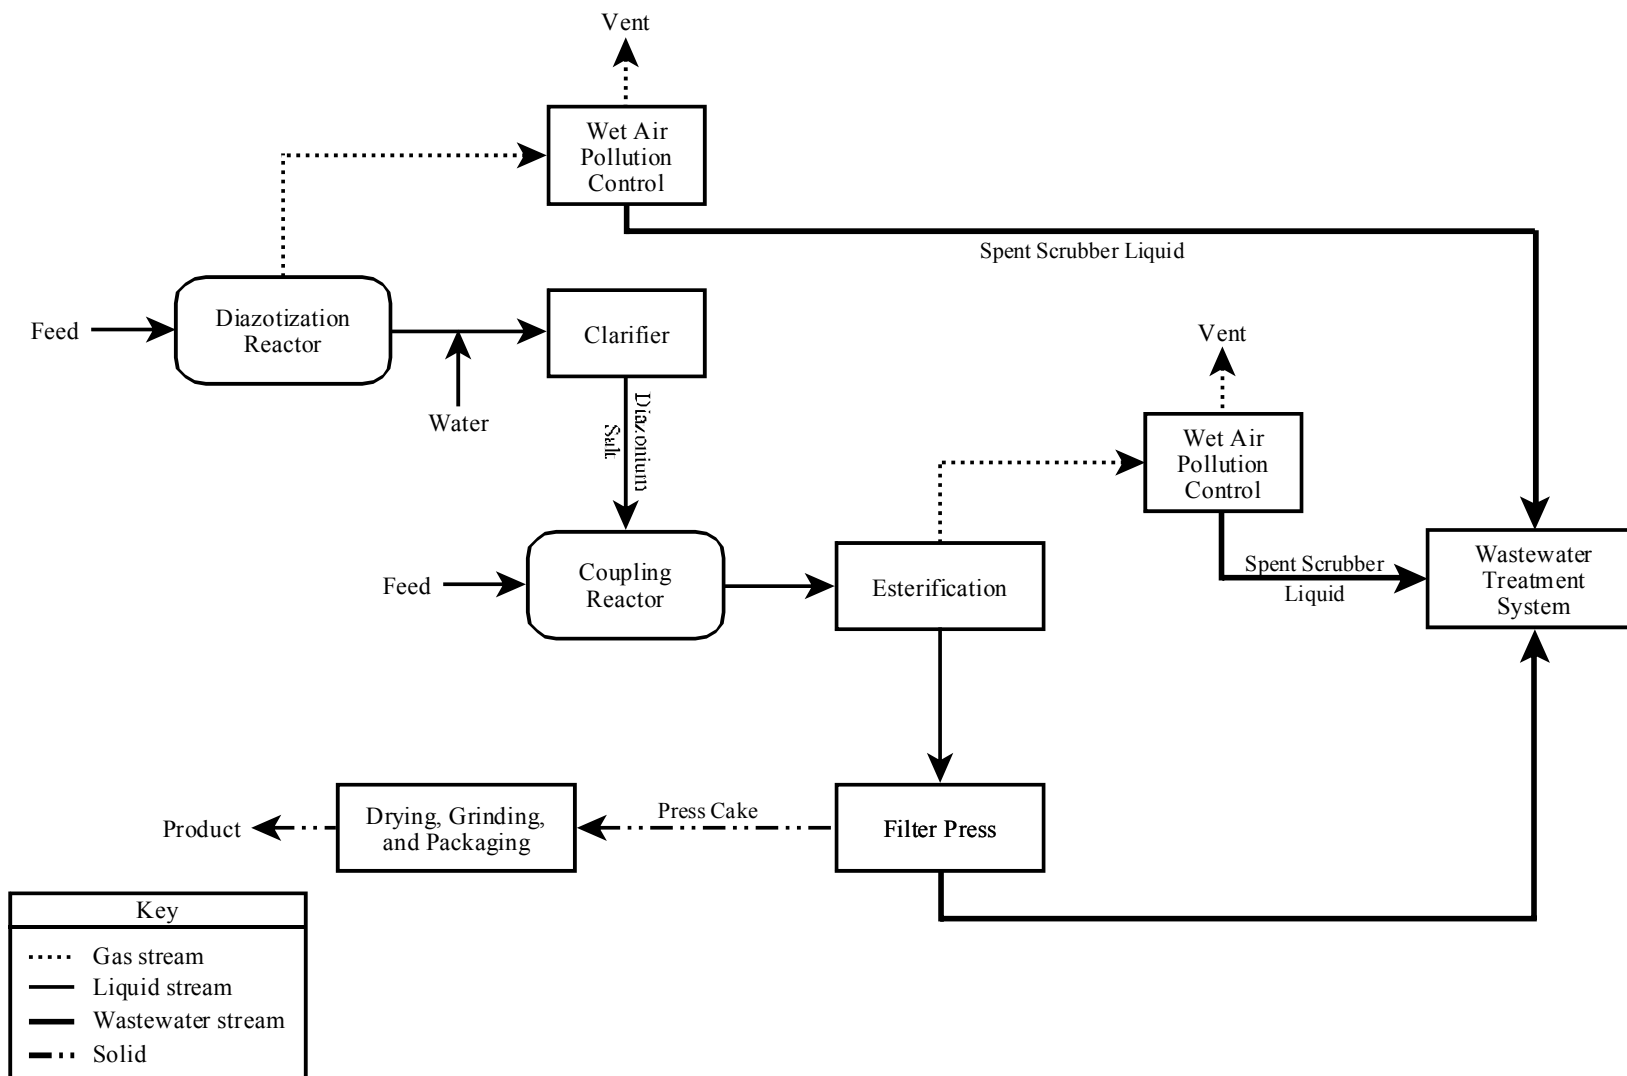 Vent
Wet Air
Pollution
Control
Spent Scrubber Liquid
Feed
Diazotization
Reactor
Clarifier
Water
Diazonium
Salt
Vent
Wet Air
Pollution
Control
Feed
Coupling
Reactor
Esterification
Spent Scrubber
Liquid
Wastewater
Treatment
System
Product
Drying, Grinding,
and Packaging
Press Cake
Filter Press
Key
Gas stream
Liquid stream
Wastewater stream
Solid